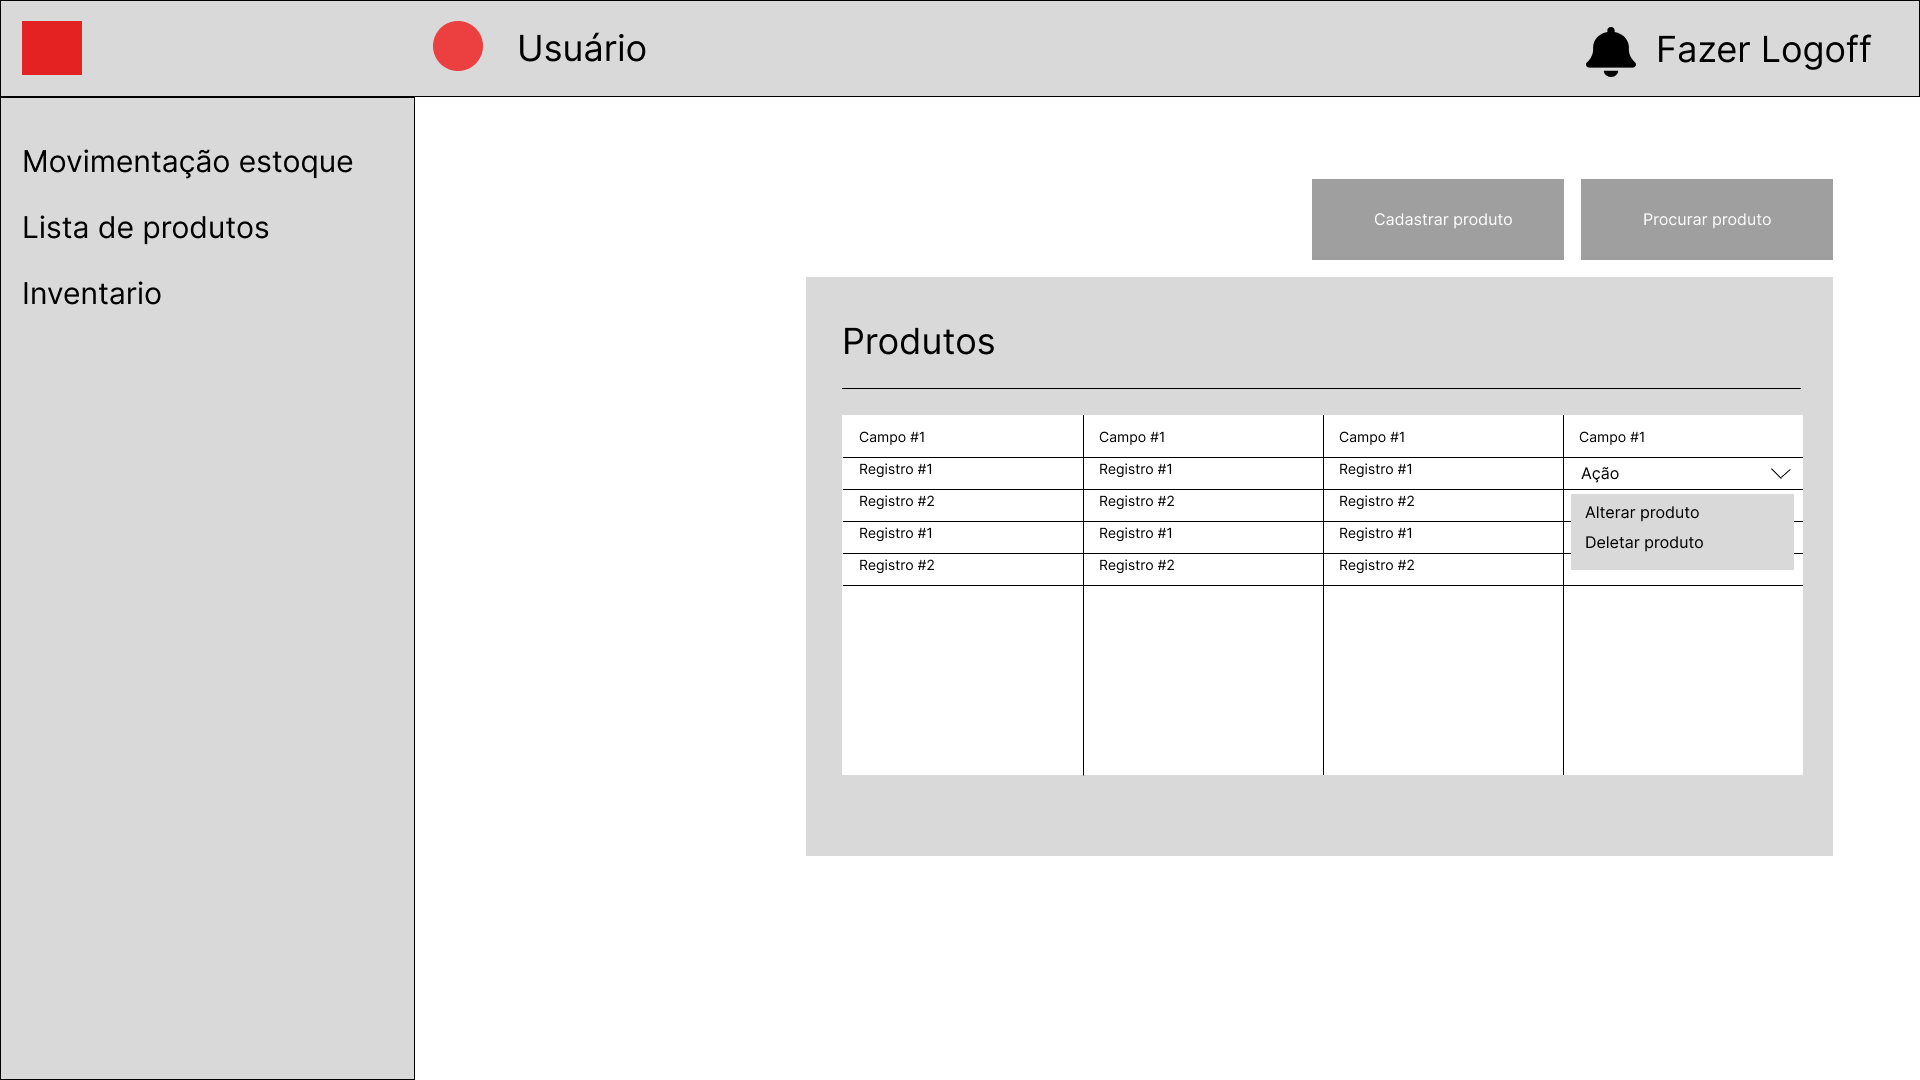 Usuário
Fazer Logoff
Movimentação estoque
Lista de produtos
Inventario
Cadastrar produto
Procurar produto
Produtos
Campo #1 Campo #1 Campo #1 Campo #1
Registro #1 Registro #1 Registro #1 Ação
Registro #2 Registro #2 Registro #2
Alterar produto
Registro #1 Registro #1 Registro #1
Deletar produto
Registro #2 Registro #2 Registro #2